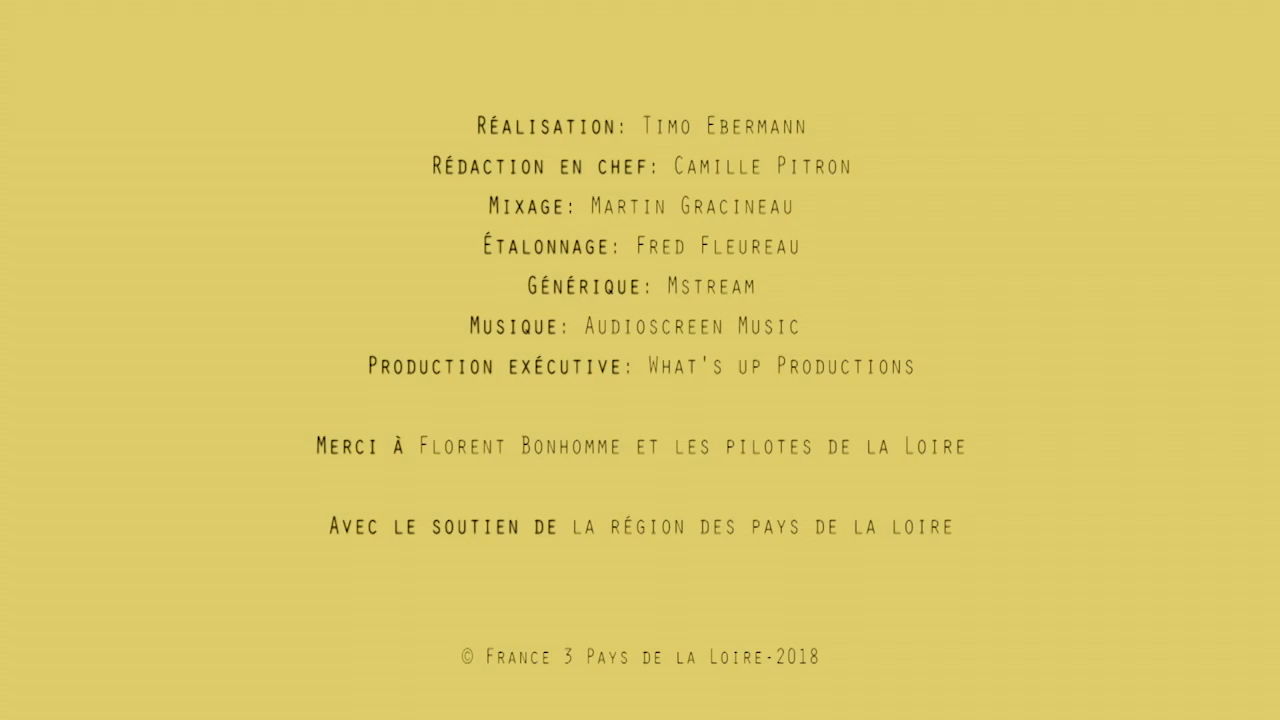 Réalisation: Timo Ebermann
Rédaction en chef: Camille Pitron
Mixage: Martin Gracineau
Étalonnage: Fred Fleureau
Générique: Mstream
Musique: Audioscreen Music
Production exécutive: What's up Productions
Merci à Florent Bonhomme et les pilotes de la Loire
Avec le soutien de la région des pays de la loire
© France 3 Pays de la Loire-2018